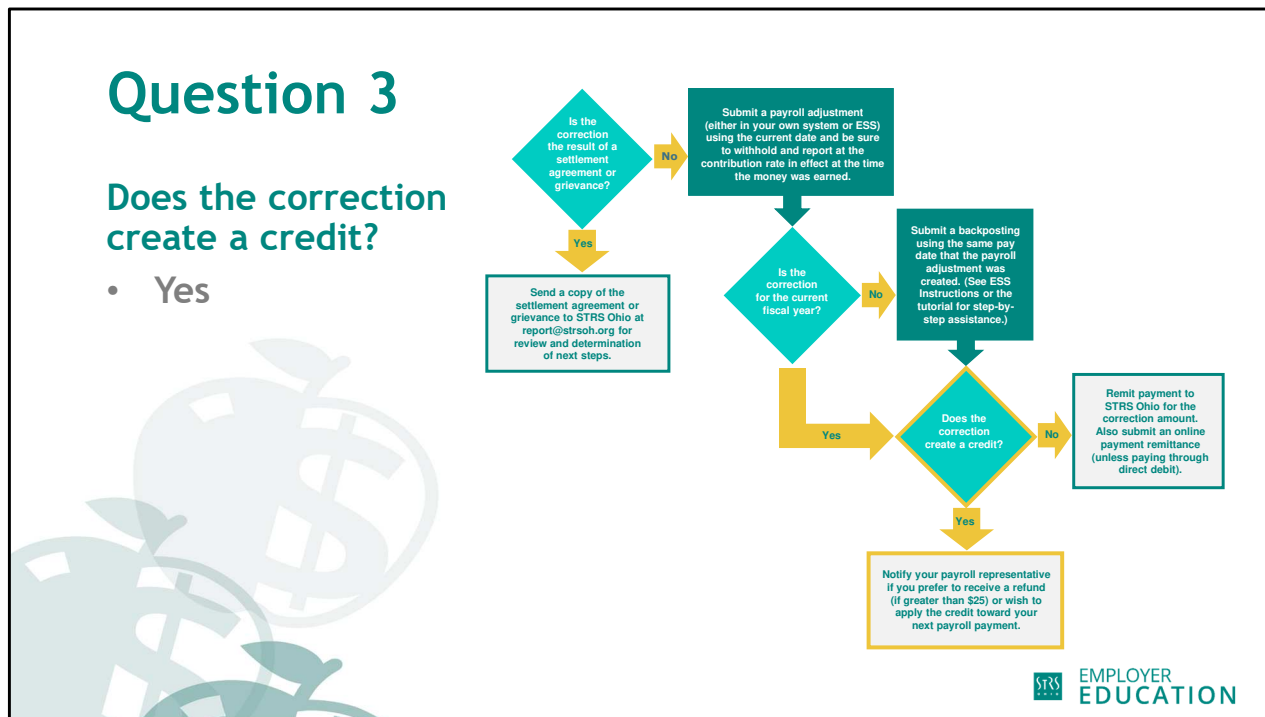 Question 3
Does the correction
create a credit?
• Yes
Is the
correction
the result of a
settlement
agreement or
grievance?
No
Submit a payroll adjustment
(either in your own system or ESS)
using the current date and be sure
to withhold and report at the
contribution rate in effect at the time
the money was earned.
Yes
Send a copy of the
settlement agreement or
grievance to STRS Ohio at
report@strsoh.org for
review and determination
of next steps.
Is the
correction
for the current
fiscal year?
No
Submit a backposting
using the same pay
date that the payroll
adjustment was
created. (See ESS
Instructions or the
tutorial for step-by-
step assistance.)
Yes
Does the
correction
create a credit?
No
Remit payment to
STRS Ohio for the
correction amount.
Also submit an online
payment remittance
(unless paying through
direct debit).
Yes
Notify your payroll representative
if you prefer to receive a refund
(if greater than $25) or wish to
apply the credit toward your
next payroll payment.
STRS
OHIO
EMPLOYER
EDUCATION